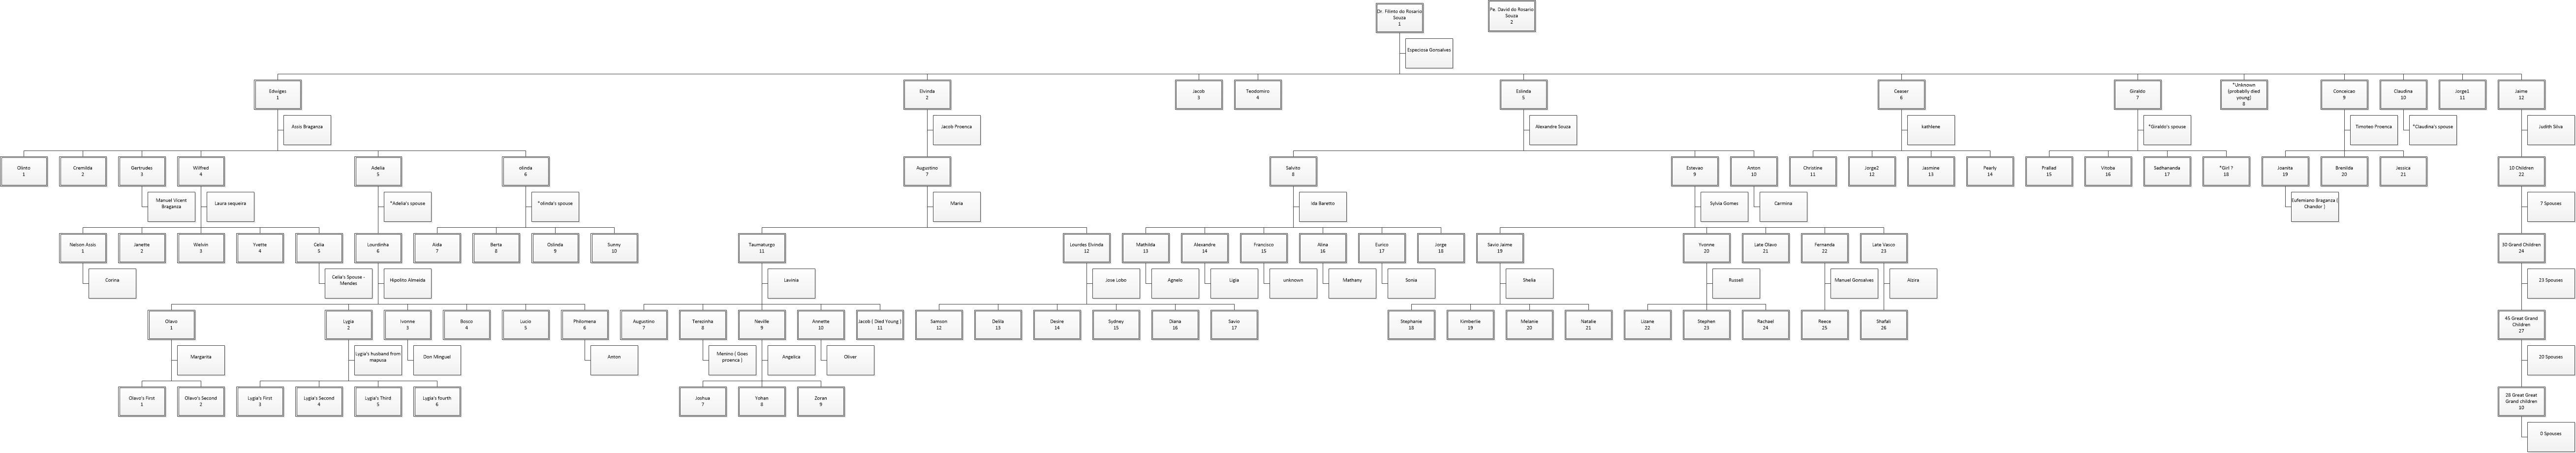 Dr. Filinto do Rosario
Souza
1
Pe. David do Rosario
Souza
2
Especiosa Gonsalves
Edwiges
1
Elvinda
2
Jacob
3
Teodomiro
4
Eslinda
5
Ceaser
6
Giraldo
7
*Unknown
(probablly died
young)
8
Conceicao
9
Claudina
10
Jorge1
11
Jaime
12
Assis Braganza
Jacob Proenca
Alexandre Souza
kathlene
*Giraldo's spouse
Timoteo Proenca
*Claudina's spouse
Judith Silva
Olinto
1
Cremilda
2
Gertrudes
3
Wilfred
4
Adelia
5
olinda
6
Augustino
7
Salvito
8
Estevao
9
Anton
10
Christina
11
Jorge2
12
Jasmine
13
Pearly
14
Prallad
15
Vitoba
16
Sadhananda
17
*Girl ?
18
Joanita
19
Brenilda
20
Jessica
21
10 Children
22
Manuel Vicent
Braganza
Laura sequeira
*Adelia's spouse
*olinda's spouse
Maria
Ida Baretto
Sylvia Gomes
Carmina
Eufemiano Braganza (
Chandor )
7 Spouses
Nelson Assis
1
Janette
2
Welvin
3
Yvette
4
Celia
5
Lourdinha
6
Aida
7
Berta
8
Oslinda
9
Sunny
10
Taumaturgo
11
Lourdes Elvinda
12
Mathilda
13
Alexandre
14
Francisco
15
Alina
16
Eurico
17
Jorge
18
Savio Jaime
19
Yvonne
20
Late Olavo
21
Fernanda
22
Late Vasco
23
30 Grand Children
24
Corina
Celia's Spouse -
Mendes
Hipolito Almeida
Lavinia
Jose Lobo
Agnelo
Ligia
unknown
Mathany
Sonia
Shelia
Russell
Manuel Gonsalves
Alzira
23 Spouses
Olavo
1
Lygia
2
Ivonne
3
Bosco
4
Lucio
5
Philomena
6
Augustino
7
Terezinha
8
Neville
9
Annette
10
Jacob ( Died Young )
11
Samson
12
Delila
13
Desire
14
Sydney
15
Diana
16
Savio
17
Stephanie
18
Kimberlie
19
Melanie
20
Natalie
21
Lizane
22
Stephen
23
Rachael
24
Reece
25
Shefali
26
45 Great Grand
Children
27
Margarita
Lygia's husband from
mapusa
Don Minguel
Anton
Menino ( Goes
proenca )
Angelica
Oliver
20 Spouses
Olavo's First
1
Olavo's Second
2
Lygia's First
3
Lygia's Second
4
Lygia's Third
5
Lygia's fourth
6
Joshua
7
Yohan
8
Zoran
9
28 Great Great
Grand children
10
0 Spouses